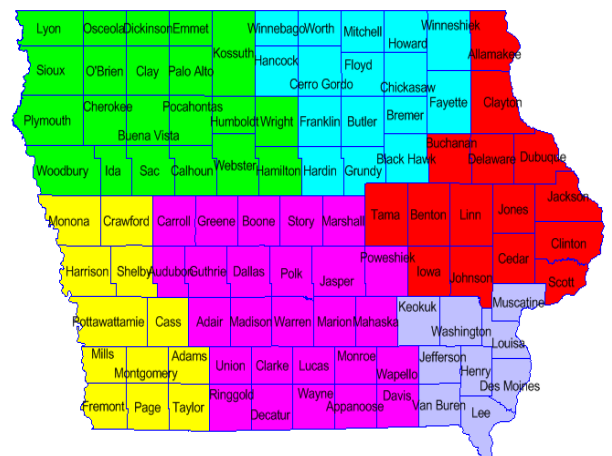 Lyon Osceola Dickinson Emmet Winnebago Worth Mitchell Winneshiek Allamakee
Kossuth Hancock Howard
Sioux O'Brien Clay Palo Alto Cerro Gordo Floyd Chickasaw
Plymouth Cherokee Buena Vista Pocahontas Humboldt Wright Franklin Butler Bremer Fayette Clayton
Woodbury Ida Sac Calhoun Webster Hamilton Hardin Grundy Black Hawk Buchanan Delaware Dubuque
Monona Crawford Carroll Greene Boone Story Marshall Tama Benton Linn Jones Jackson
Clinton
Harrison Shelby Audubon Guthrie Dallas Polk Jasper Poweshiek Iowa Johnson Cedar Scott
Pottawattamie Cass Adair Madison Warren Marion Mahaska Keokuk Washington Muscatine Louisa
Mills Montgomery Adams Union Clarke Lucas Monroe Wapello Jefferson Henry Des Moines
Fremont Page Taylor Ringgold Decatur Wayne Appanoose Davis Van Buren Lee